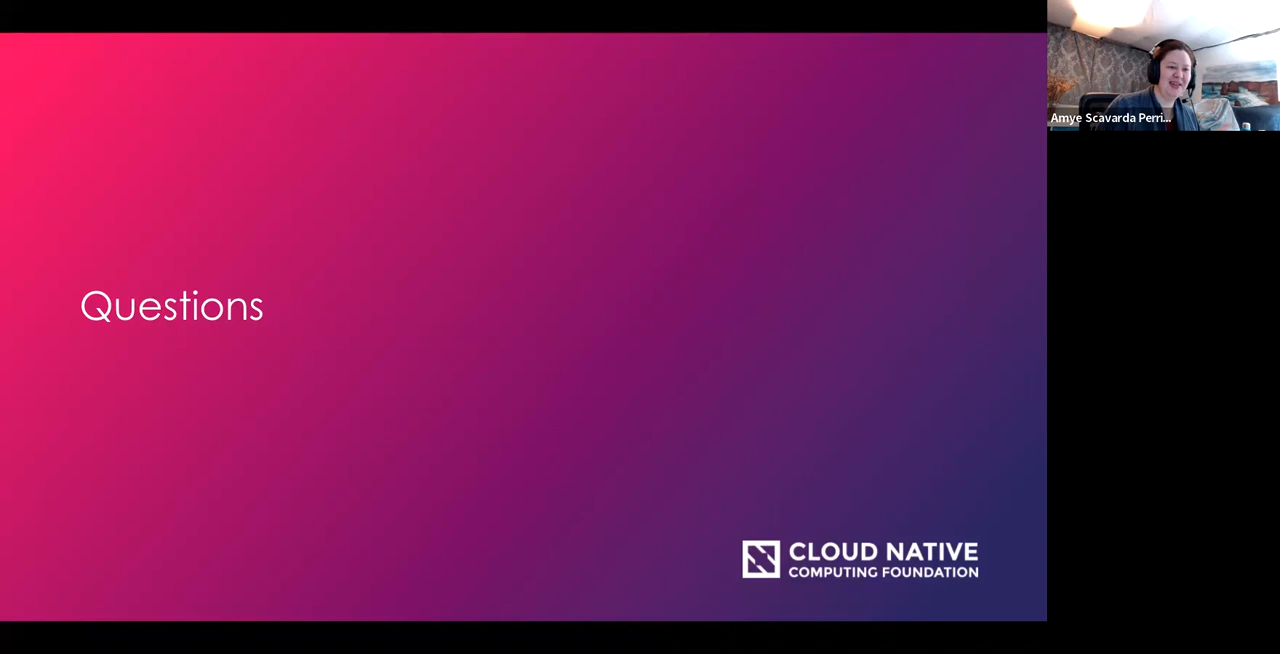 Amye Scavarda Perri...
Questions
CLOUD NATIVE
COMPUTING FOUNDATION